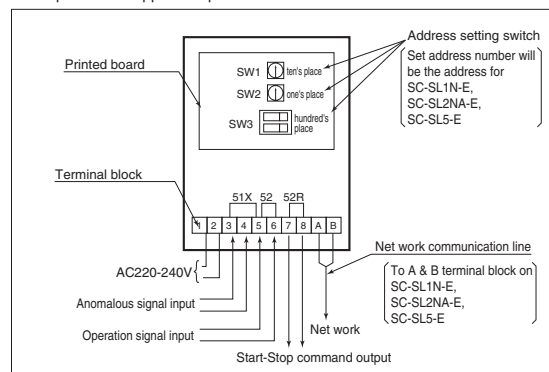 Address setting switch
Set address number will
be the address for
SC-SL1N-E,
SC-SL2NA-E,
SC-SL5-E
Printed board
SW1 ten's place
SW2 one's place
SW3 hundred's
place
Terminal block
51X 52 52R
1 2 3 4 5 6 7 8 A B
AC220-240V
Net work communication line
To A & B terminal block on
SC-SL1N-E,
SC-SL2NA-E,
SC-SL5-E
Anomalous signal input
Operation signal input
Net work
Start-Stop command output